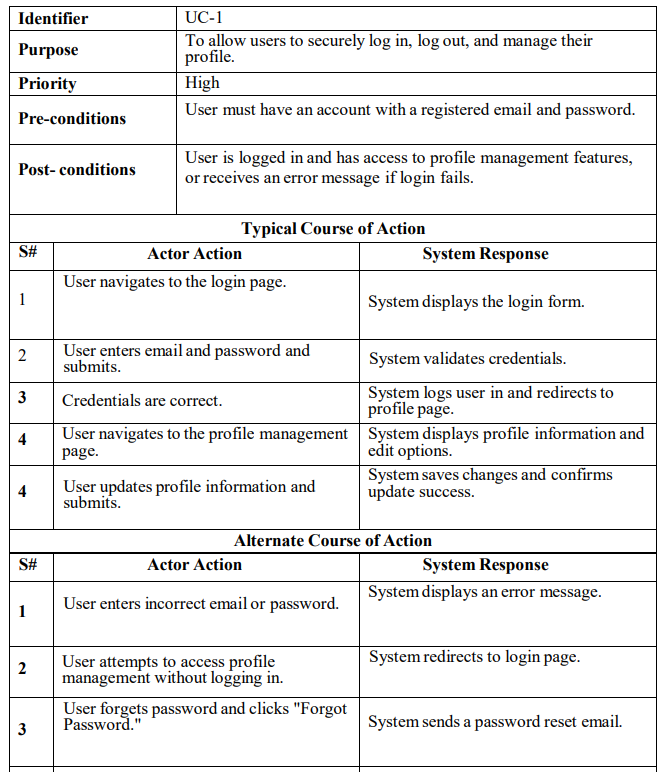 Identifier UC-1
Purpose To allow users to securely log in, log out, and manage their
profile.
Priority High
Pre-conditions User must have an account with a registered email and password.
Post- conditions User is logged in and has access to profile management features,
or receives an error message if login fails.
Typical Course of Action
S# Actor Action System Response
1 User navigates to the login page. System displays the login form.
2 User enters email and password and
submits. System validates credentials.
3 Credentials are correct. System logs user in and redirects to
profile page.
4 User navigates to the profile management
page. System displays profile information and
edit options.
4 User updates profile information and
submits. System saves changes and confirms
update success.
Alternate Course of Action
S# Actor Action System Response
1 User enters incorrect email or password. System displays an error message.
2 User attempts to access profile
management without logging in. System redirects to login page.
3 User forgets password and clicks "Forgot
Password." System sends a password reset email.